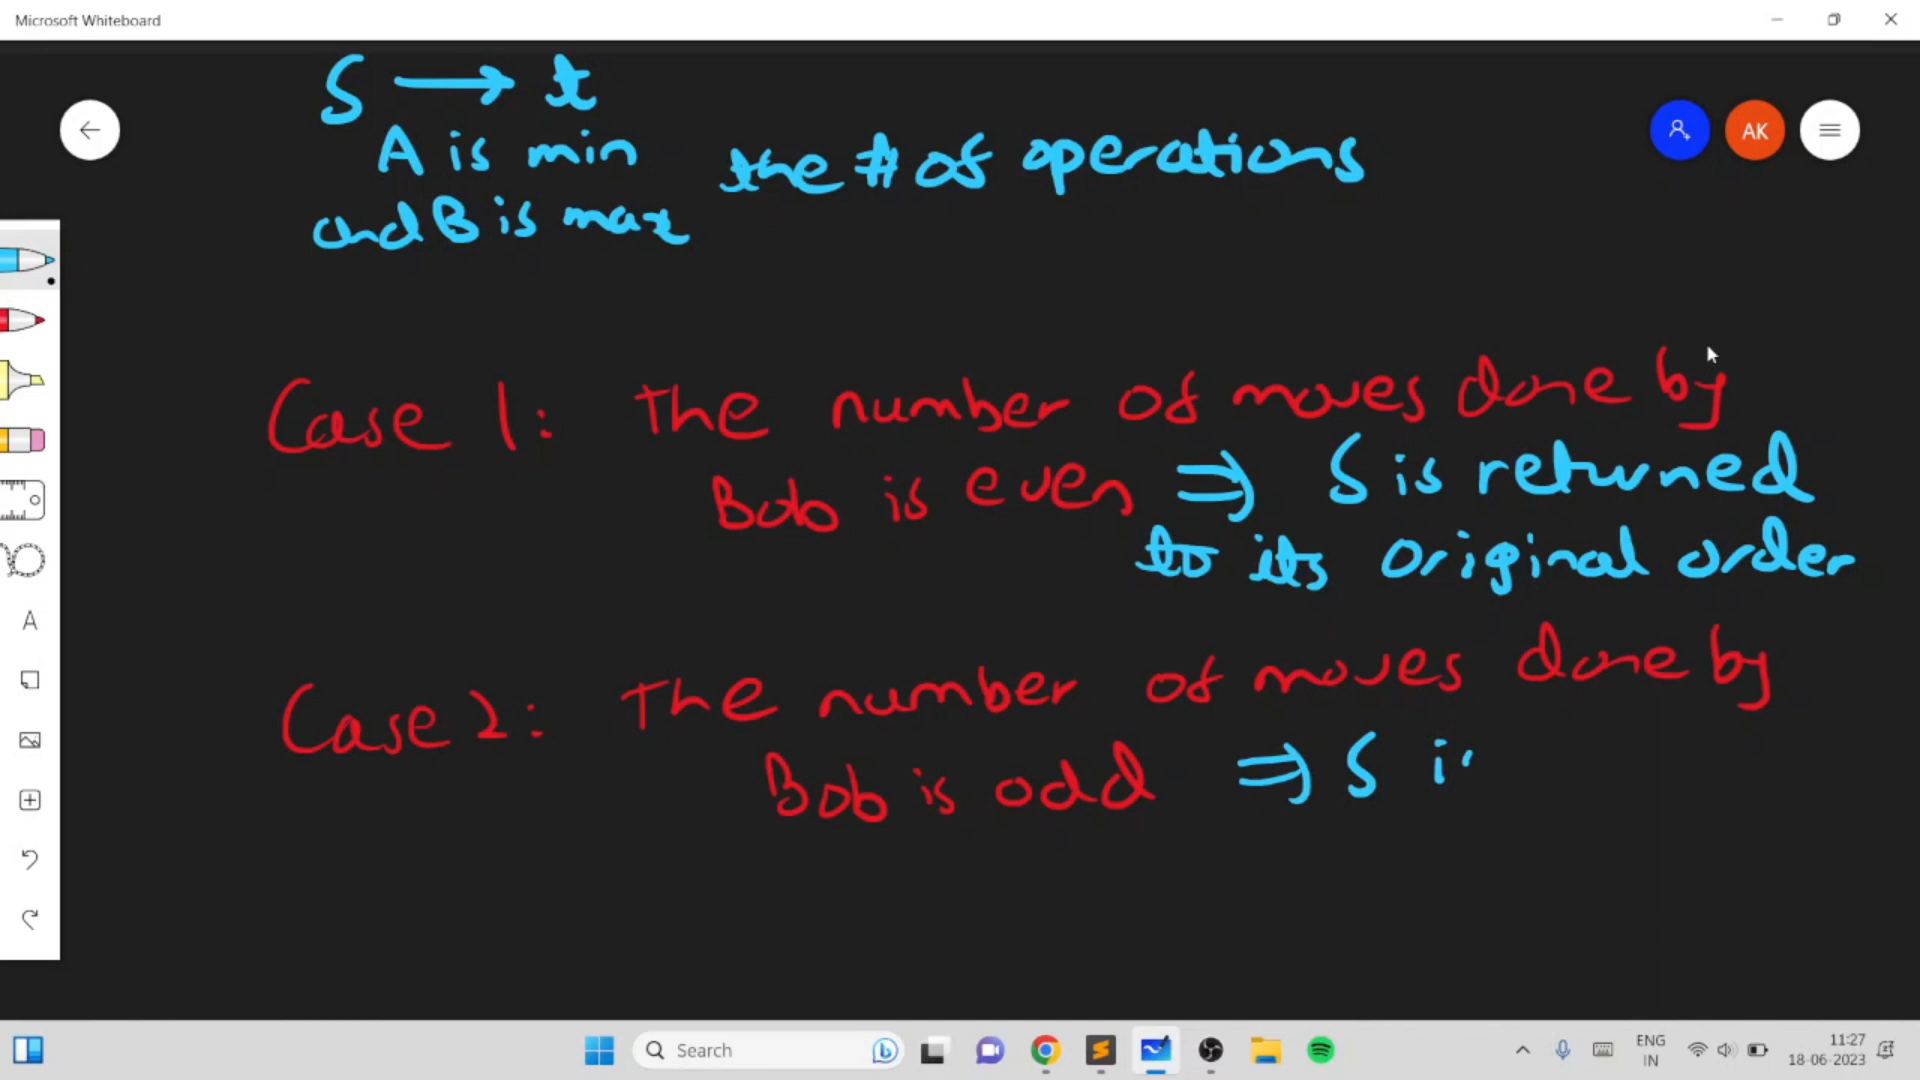 Microsoft Whiteboard
S → t
A is min the # of operations
and B is max
AK
Case 1: The number of moves done by
Bob is even ⇒ S is returned
to its original order
Case 2: The number of moves done by
Bob is odd ⇒ S i
A
Search
ENG
IN
11:27
18-06-2023